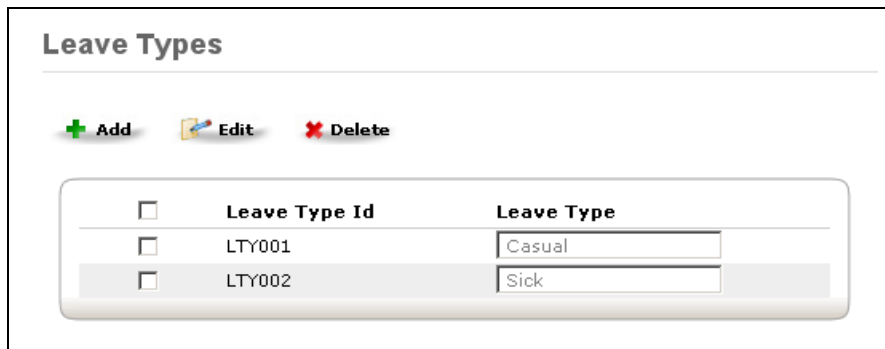 Leave Types
Add Edit Delete
Leave Type Id Leave Type
LTY001 Casual
LTY002 Sick